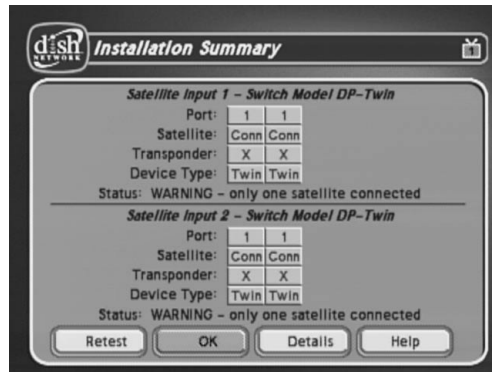 dish NETWORK Installation Summary 1
Satellite Input 1 - Switch Model DP-Twin
Port: 1 1
Satellite: Conn Conn
Transponder: X X
Device Type: Twin Twin
Status: WARNING - only one satellite connected
Satellite Input 2 - Switch Model DP-Twin
Port: 1 1
Satellite: Conn Conn
Transponder: X X
Device Type: Twin Twin
Status: WARNING - only one satellite connected
Retest OK Details Help